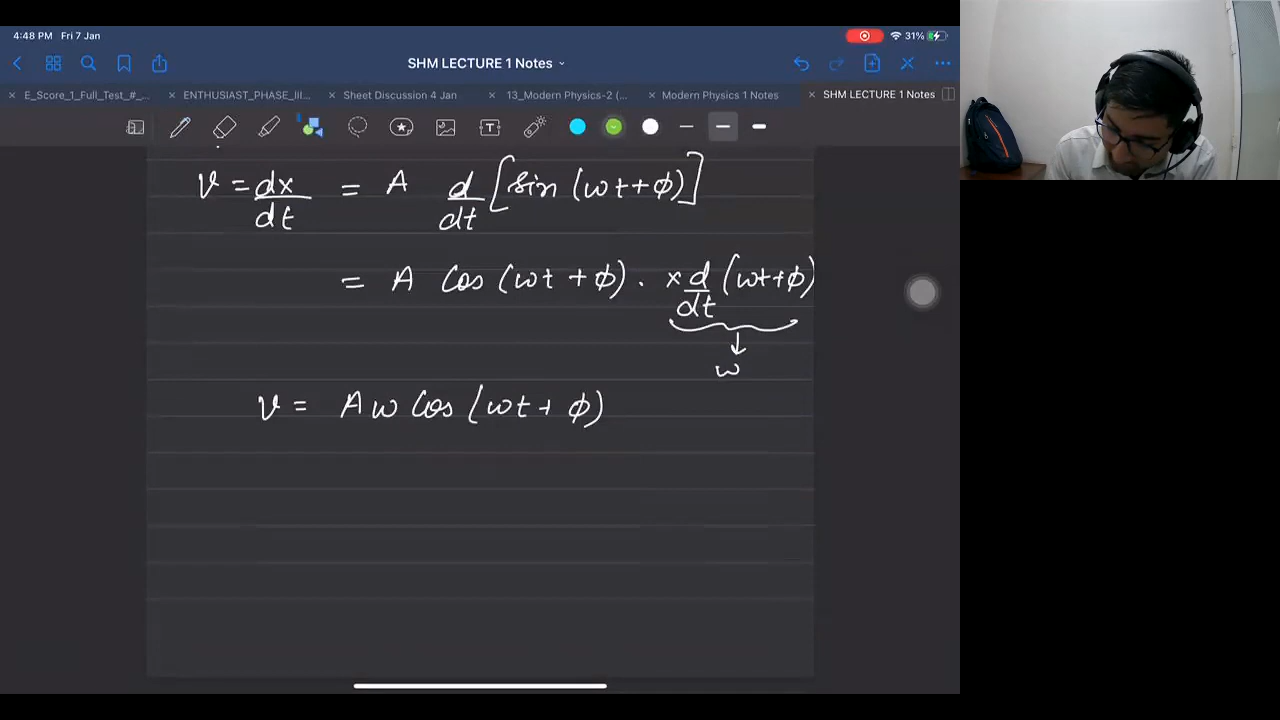 4:48 PM Fri 7 Jan
31%
SHM LECTURE 1 Notes
E_Score_1_Full_Test_#_...
ENTHUSIAST_PHASE_III...
Sheet Discussion 4 Jan
13_Modern Physics-2 (...
Modern Physics 1 Notes
SHM LECTURE 1 Notes
v = dx/dt = A d/dt [sin (ωt+ϕ)]
= A Cos (ωt + ϕ) · × d/dt (ωt+ϕ)
↓
ω
v = A ω Cos (ωt + ϕ)